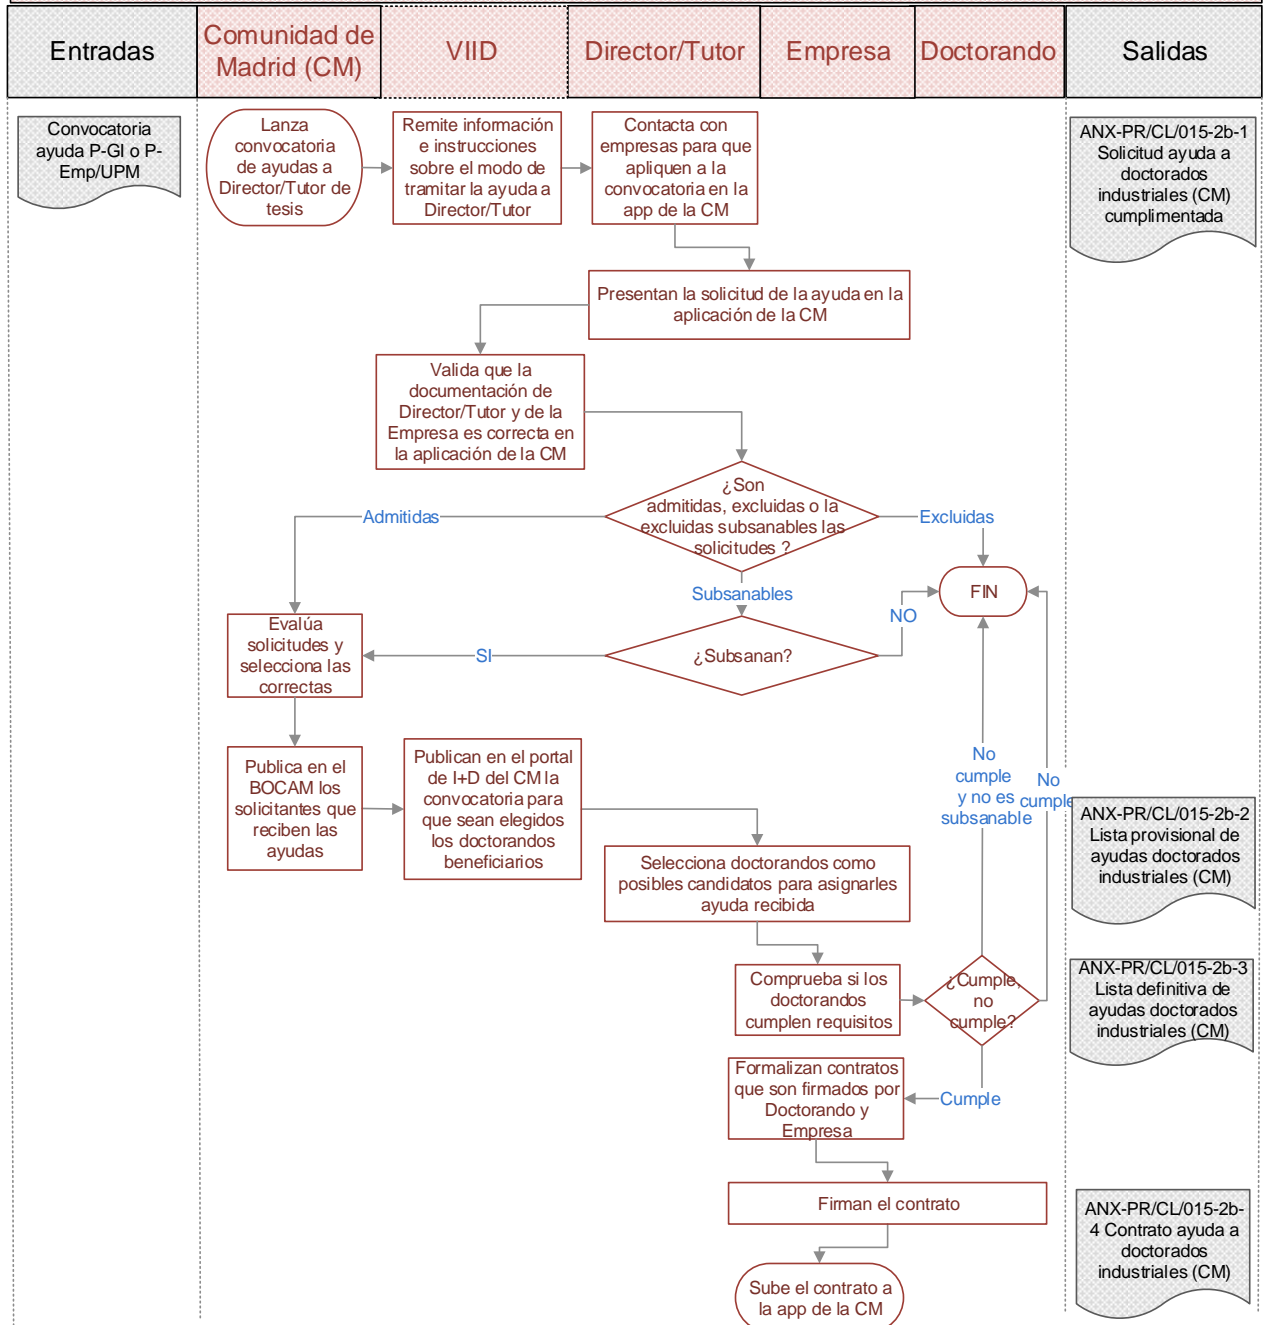 Entradas
Comunidad de
Madrid (CM)
VIID
Director/Tutor
Empresa
Doctorando
Salidas
Convocatoria
ayuda P-GI o P-
Emp/UPM
Lanza
convocatoria
de ayudas a
Director/Tutor de
tesis
Remite información
e instrucciones
sobre el modo de
tramitar la ayuda a
Director/Tutor
Contacta con
empresas para que
apliquen a la
convocatoria en la
app de la CM
ANX-PR/CL/015-2b-1
Solicitud ayuda a
doctorados
industriales (CM)
cumplimentada
Presentan la solicitud de la ayuda en la
aplicación de la CM
Valida que la
documentación de
Director/Tutor y de la
Empresa es correcta en
la aplicación de la CM
¿Son
admitidas, excluidas o la
excluidas subsanables las
solicitudes ?
Admitidas
Excluidas
Subsanables
FIN
NO
Evalúa
solicitudes y
selecciona las
correctas
SI
¿Subsanan?
Publica en el
BOCAM los
solicitantes que
reciben las
ayudas
Publican en el portal
de I+D del CM la
convocatoria para
que sean elegidos
los doctorandos
beneficiarios
No
cumple
y no es
subsanable
No
cumple
ANX-PR/CL/015-2b-2
Lista provisional de
ayudas doctorados
industriales (CM)
Selecciona doctorandos como
posibles candidatos para asignarles
ayuda recibida
Comprueba si los
doctorandos
cumplen requisitos
¿Cumple,
no
cumple?
ANX-PR/CL/015-2b-3
Lista definitiva de
ayudas doctorados
industriales (CM)
Formalizan contratos
que son firmados por
Doctorando y
Empresa
Cumple
Firman el contrato
ANX-PR/CL/015-2b-
4 Contrato ayuda a
doctorados
industriales (CM)
Sube el contrato a
la app de la CM